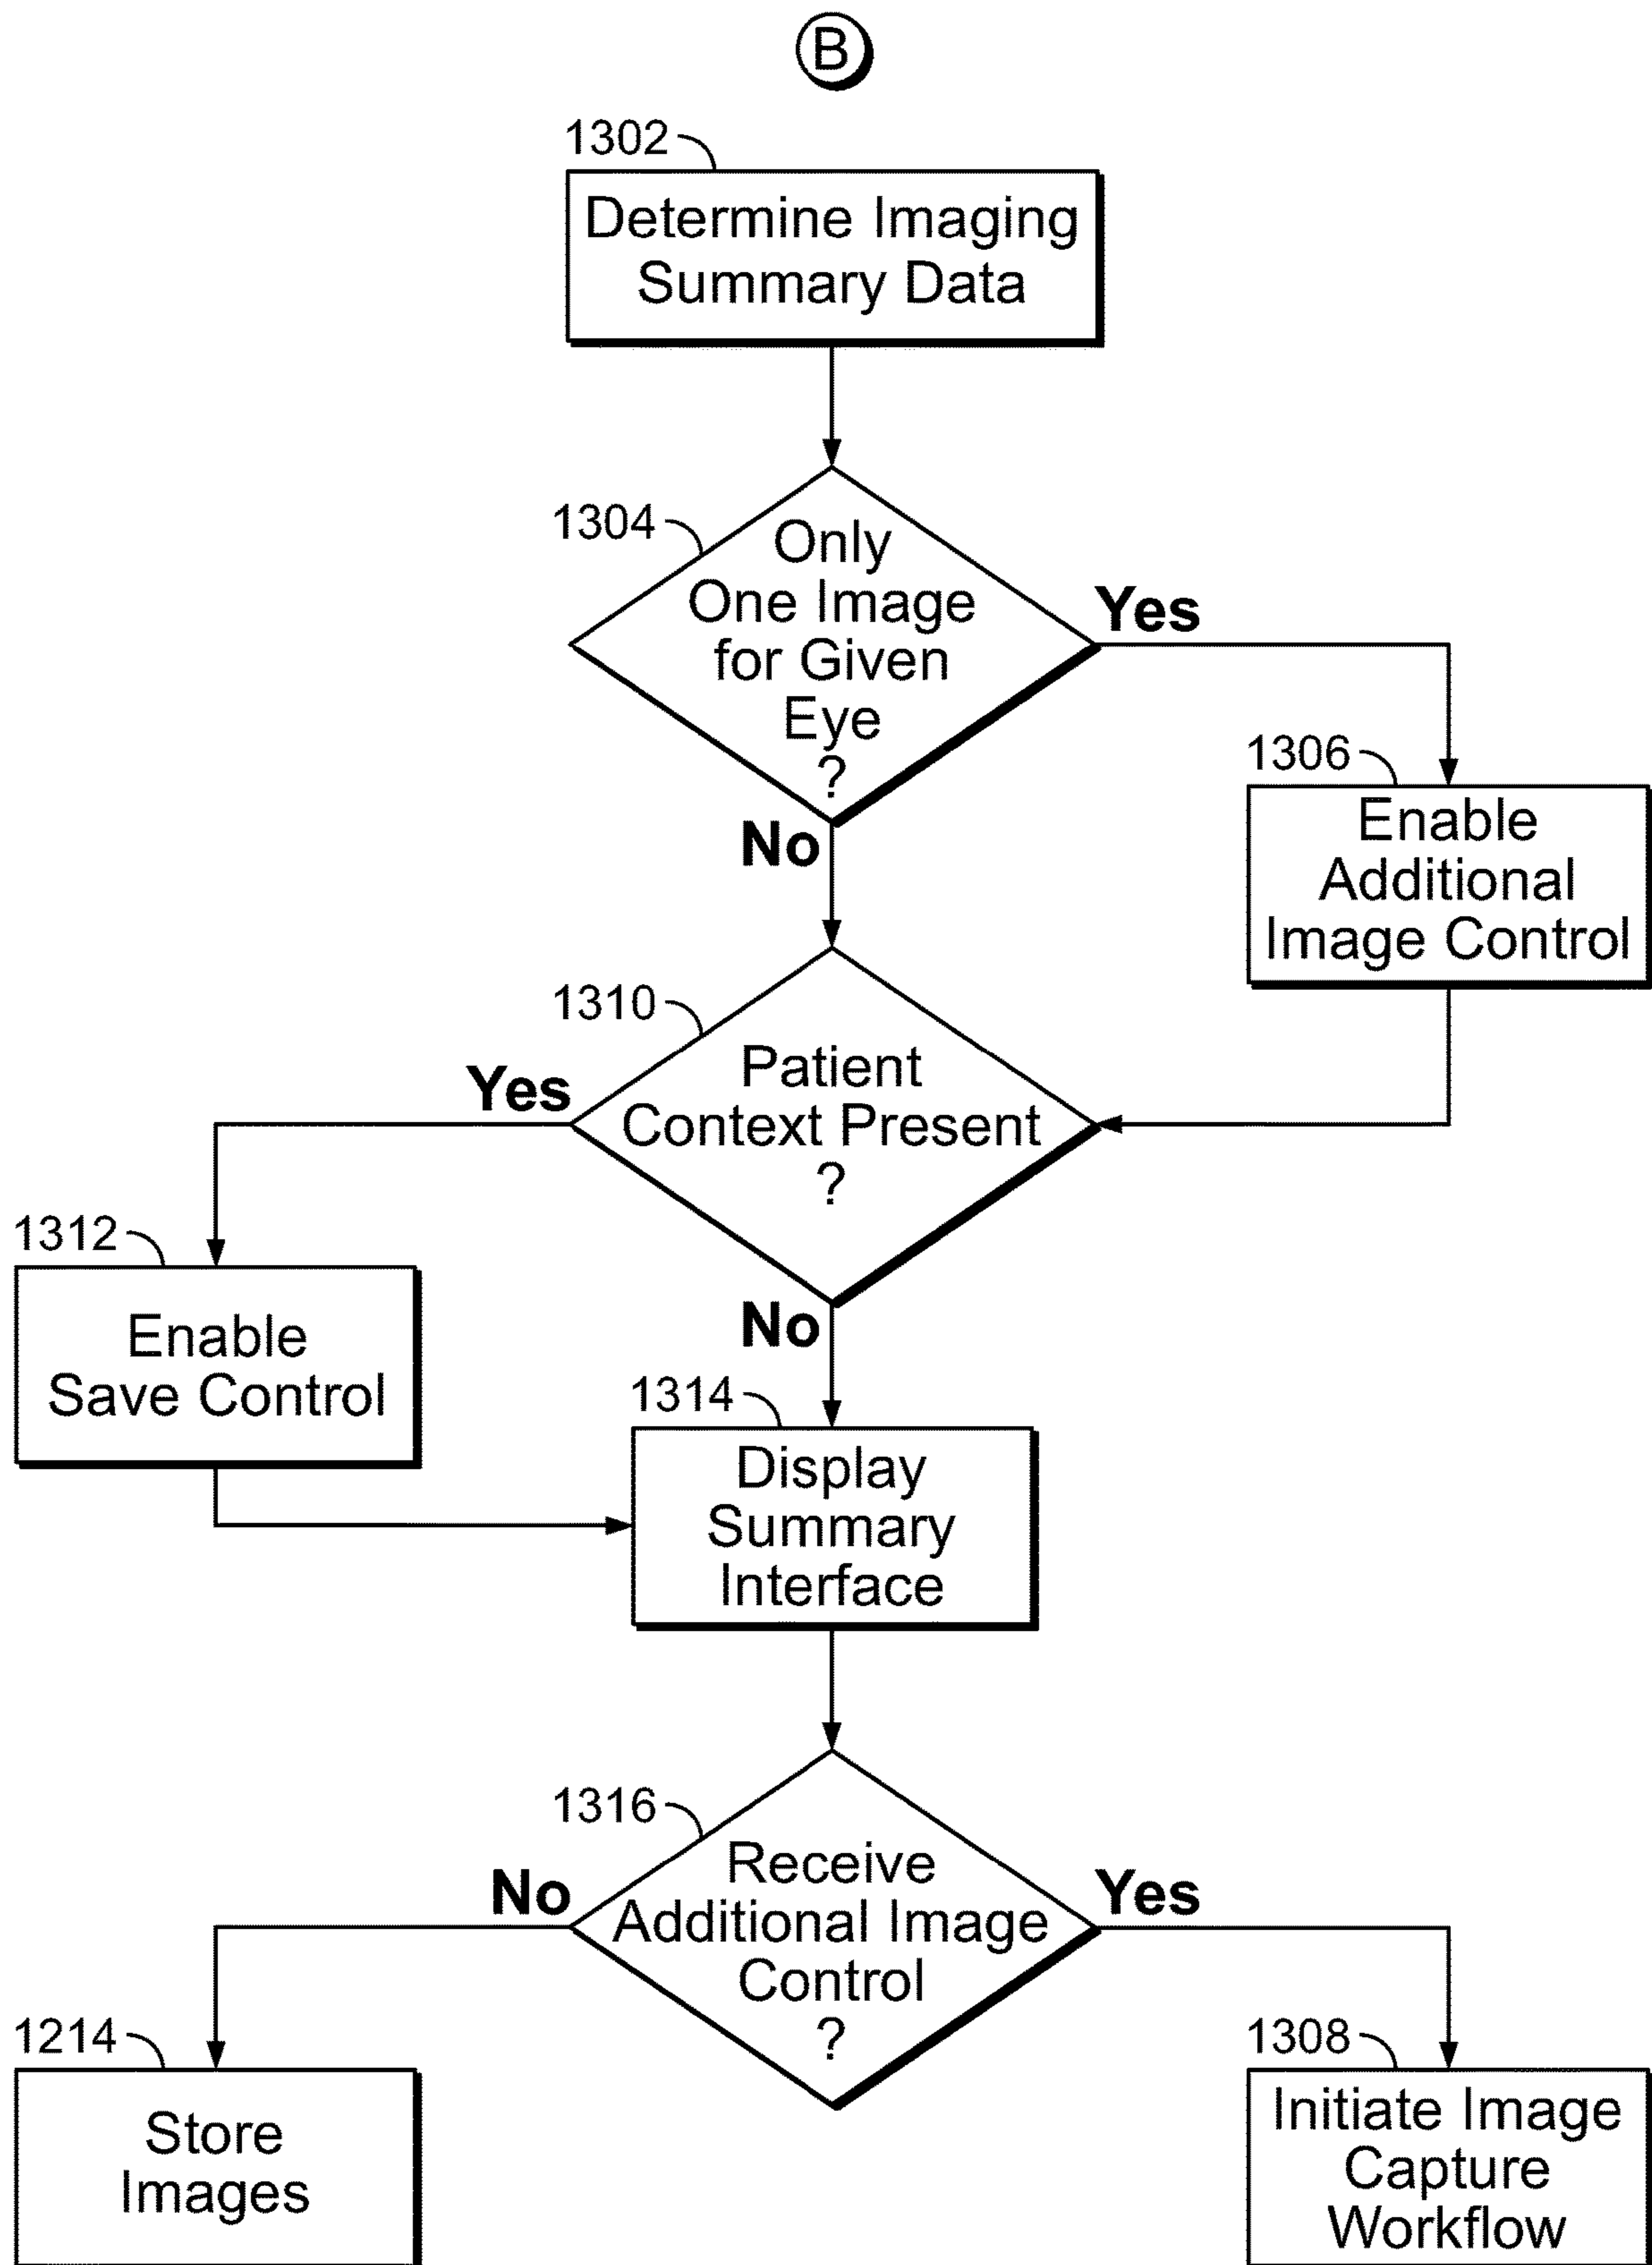 B
1302
Determine Imaging
Summary Data
1304
Only
One Image
for Given
Eye
?
Yes
No
1306
Enable
Additional
Image Control
1310
Patient
Context Present
?
Yes
No
1312
Enable
Save Control
1314
Display
Summary
Interface
1316
Receive
Additional Image
Control
?
No
Yes
1214
Store
Images
1308
Initiate Image
Capture
Workflow